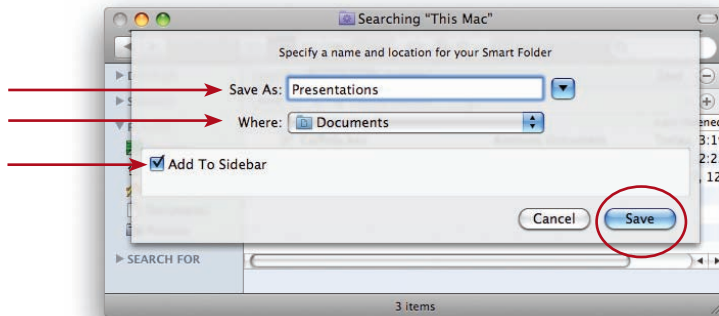 Searching "This Mac"
Specify a name and location for your Smart Folder
Save As: Presentations
Where: Documents
Add To Sidebar
Cancel Save
SEARCH FOR
3 items